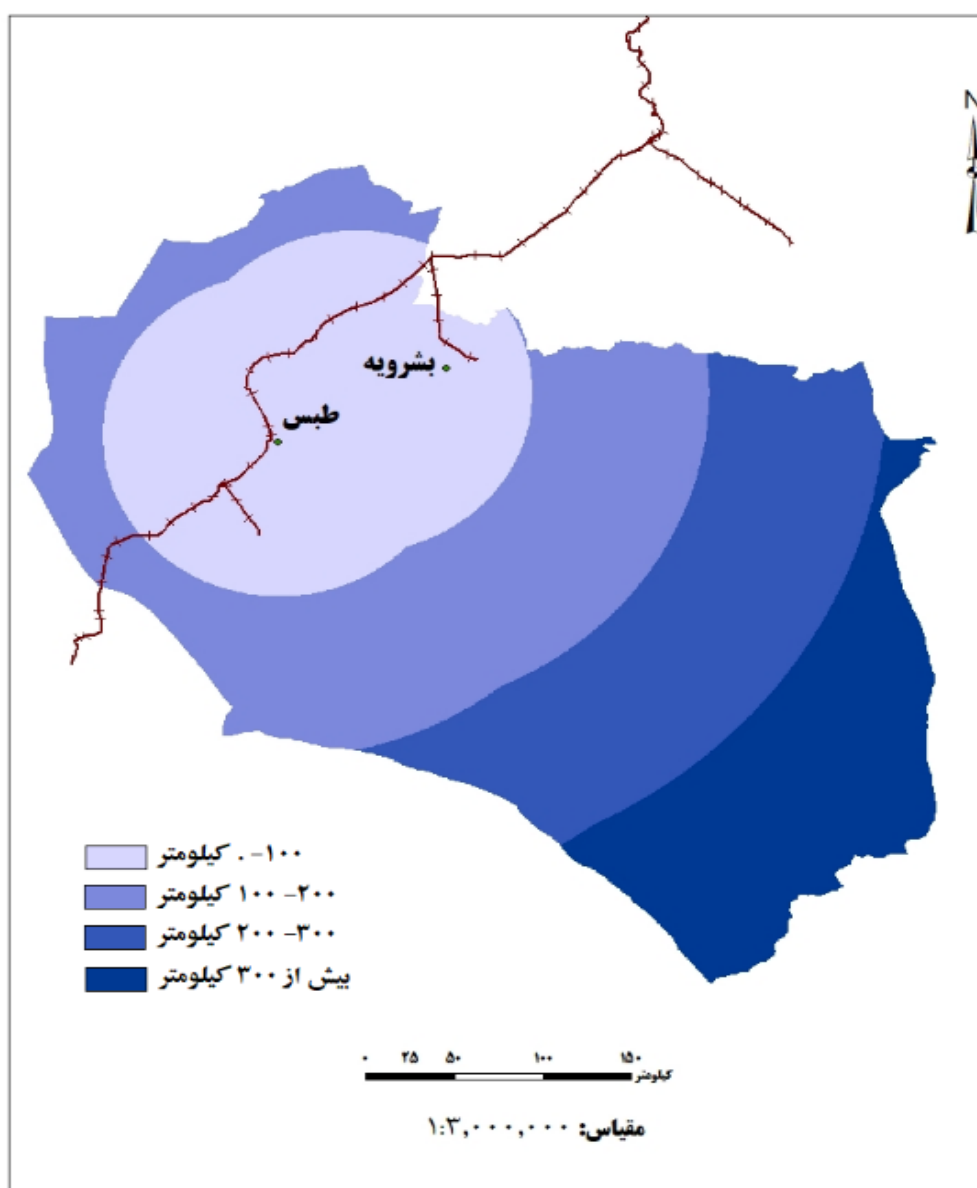 N
بشرویه
طبس
۰ -۱۰۰ کیلومتر
۱۰۰ -۲۰۰ کیلومتر
۲۰۰ -۳۰۰ کیلومتر
بیش از ۳۰۰ کیلومتر
۰ ۲۵ ۵۰ ۱۰۰ ۱۵۰
کیلومتر
مقیاس: ۱:۳,۰۰۰,۰۰۰